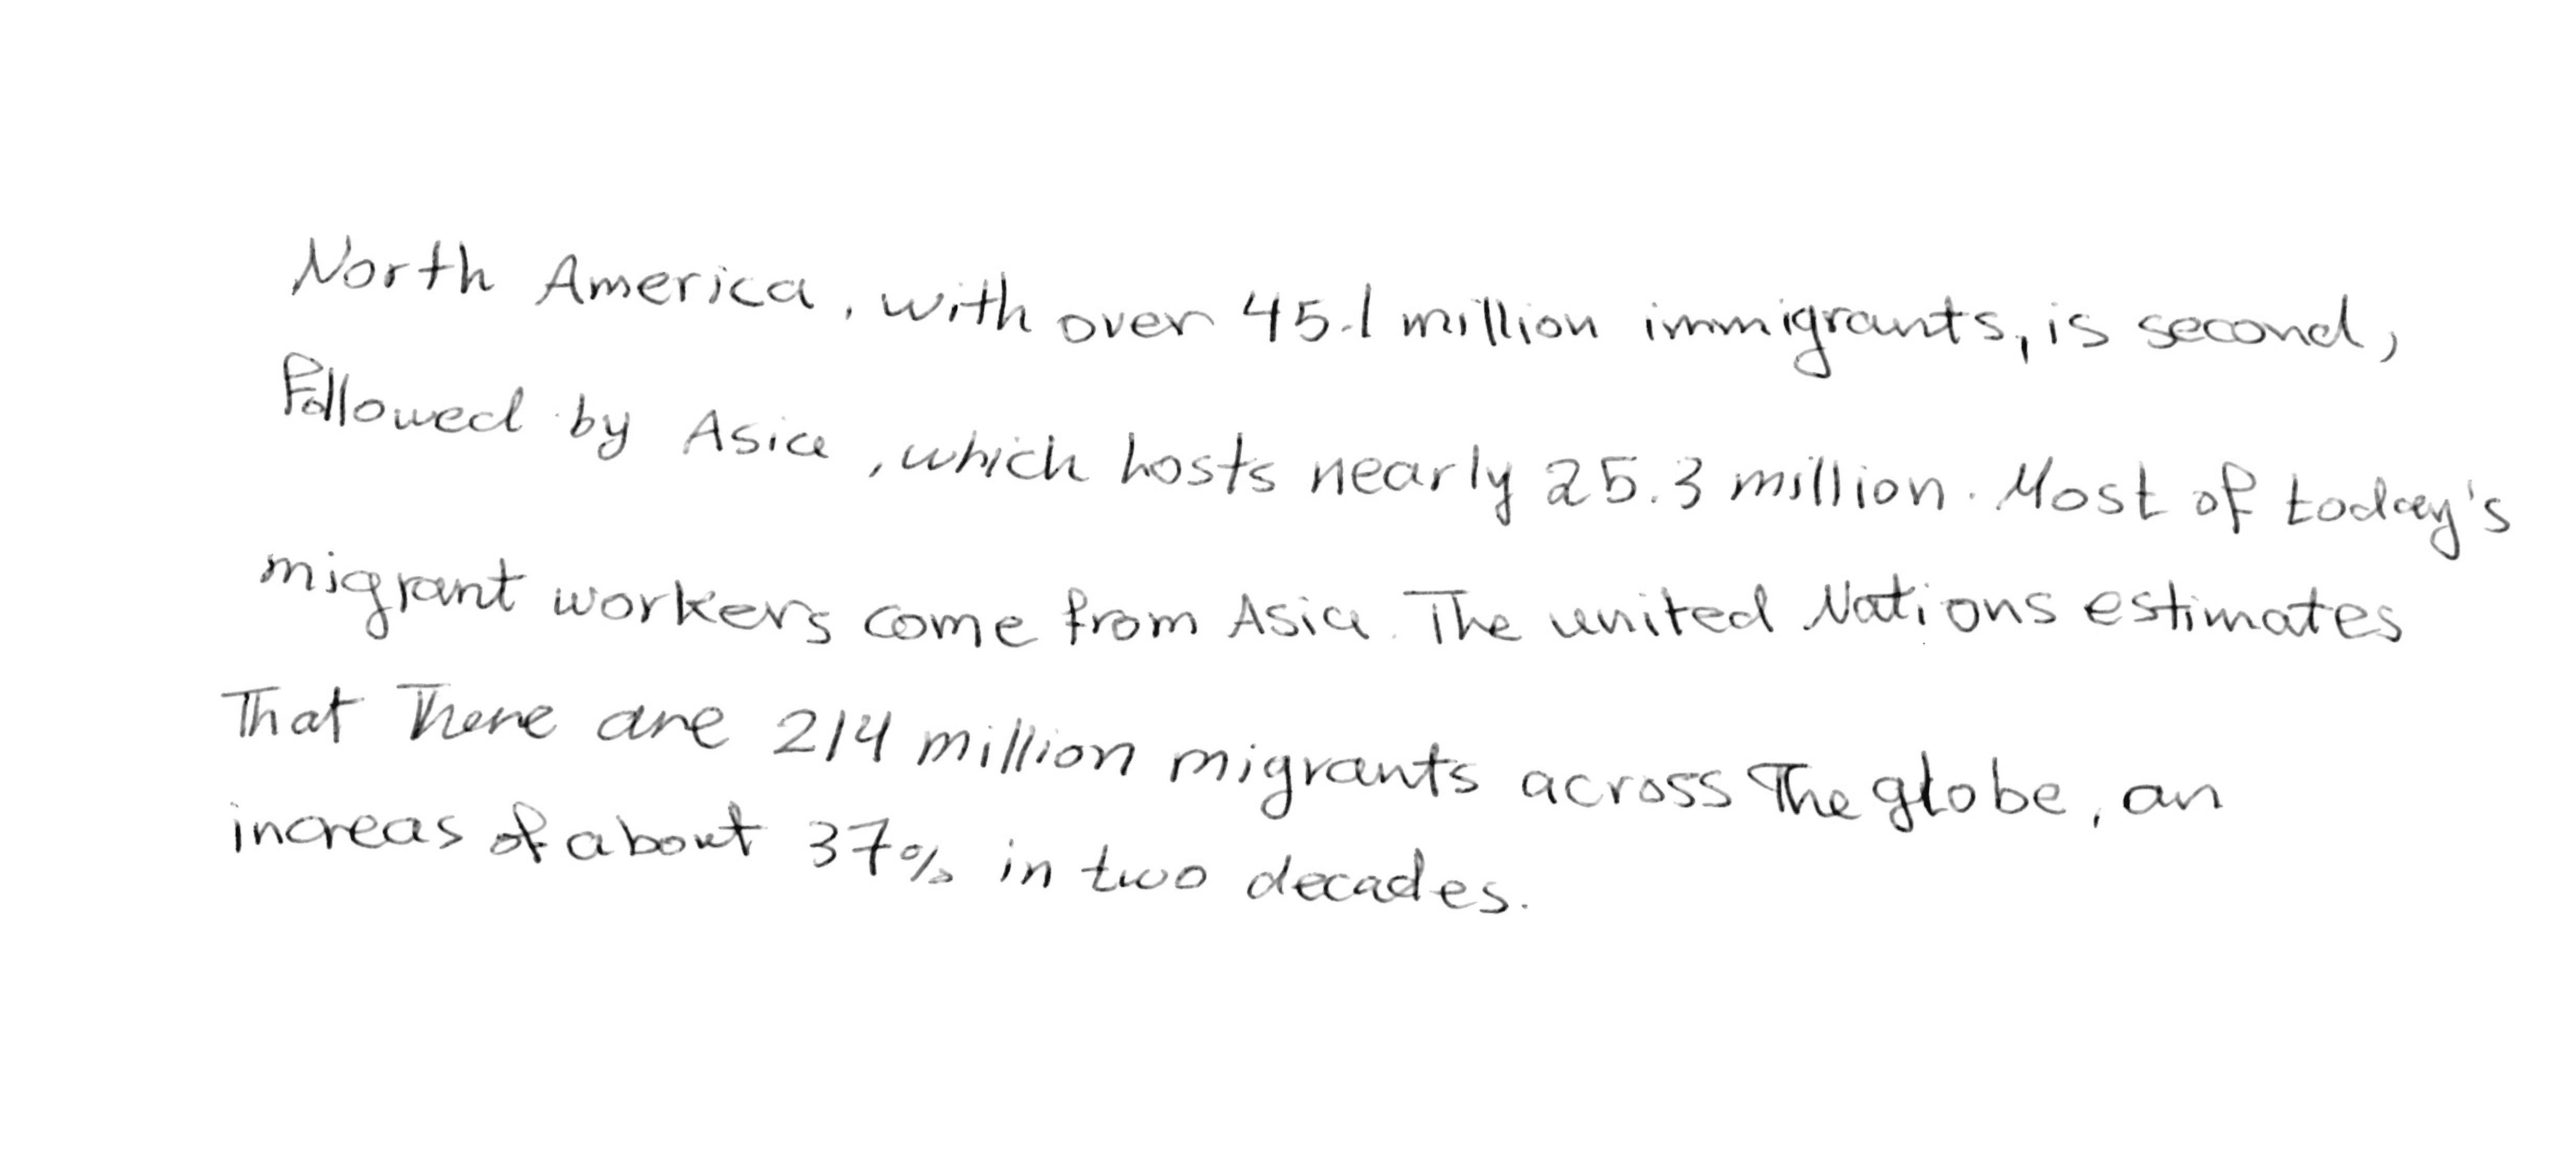 North America, with over 45.1 million immigrants, is second,
followed by Asia, which hosts nearly 25.3 million. Most of today's
migrant workers come from Asia. The united Nations estimates
That There are 214 million migrants across The globe, an
increas of about 37% in two decades.